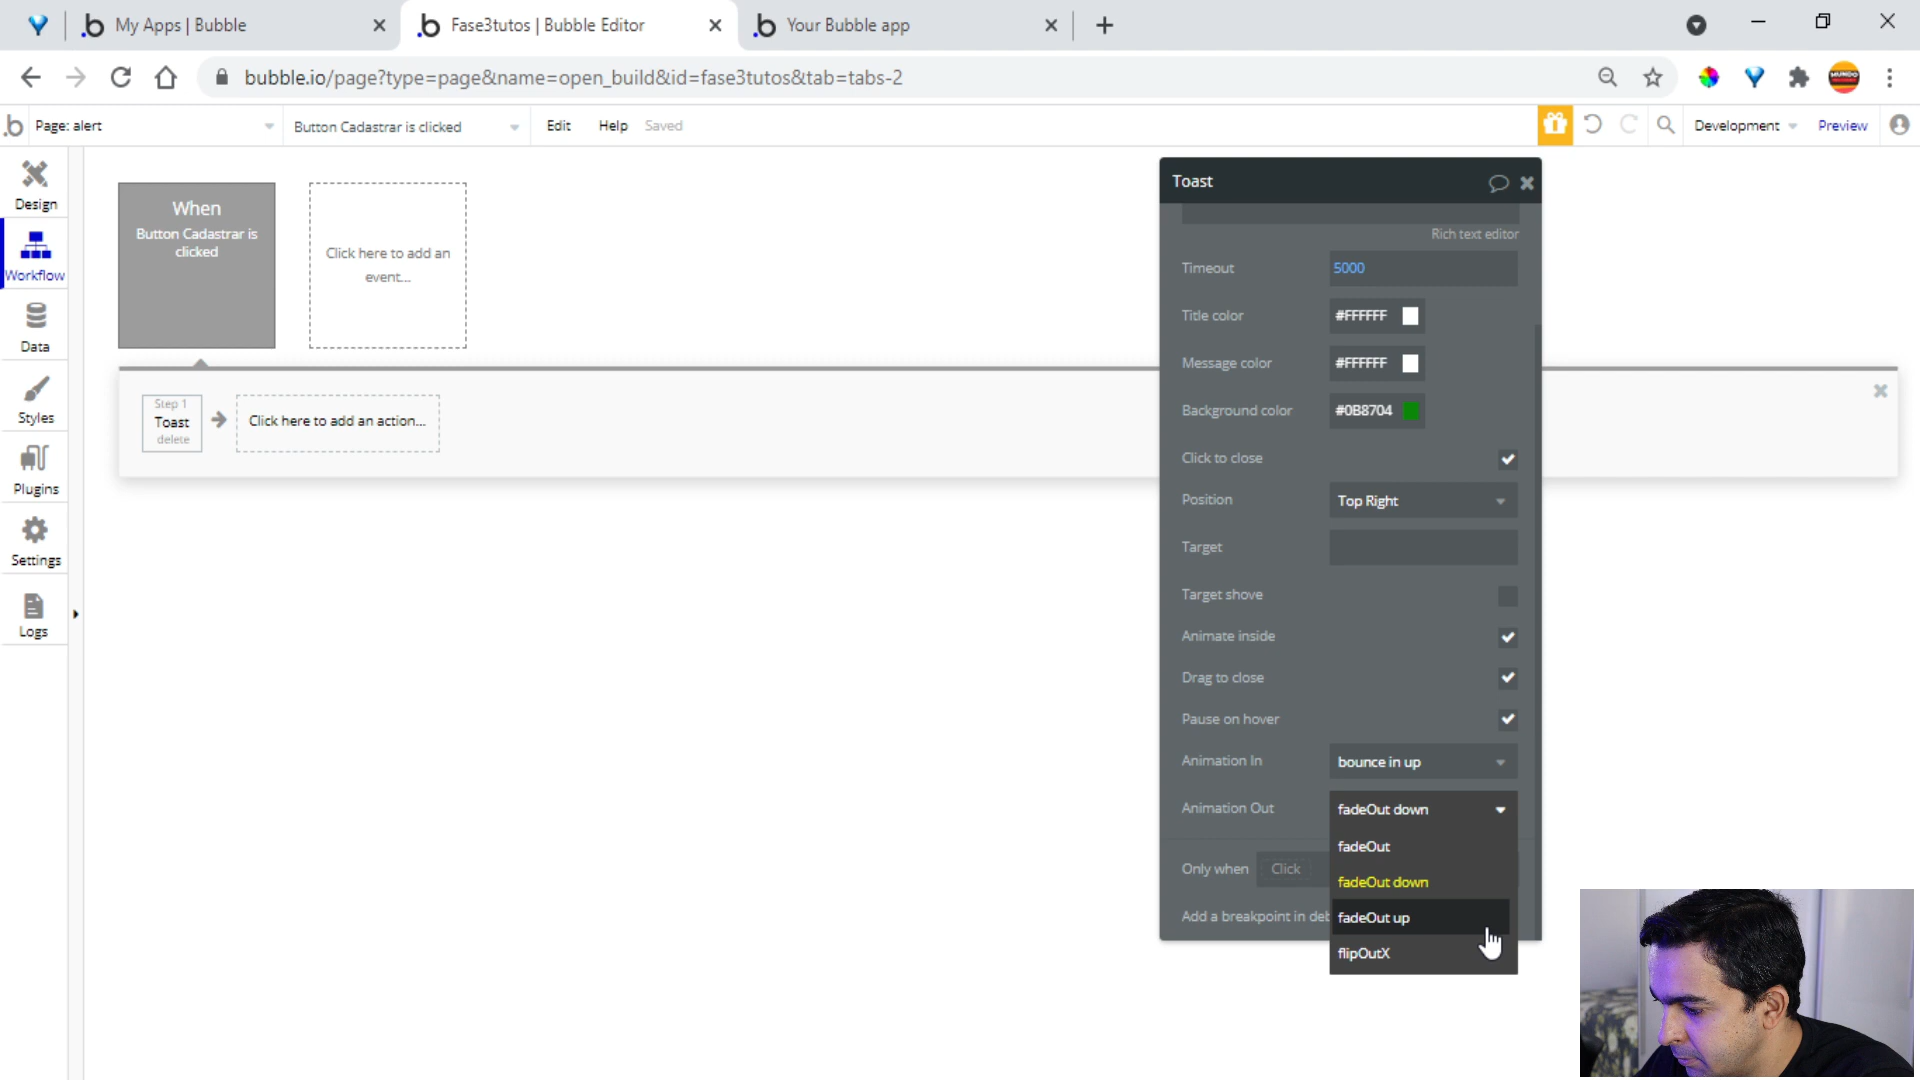 My Apps | Bubble
Fase3tutos | Bubble Editor
Your Bubble app
bubble.io/page?type=page&name=open_build&id=fase3tutos&tab=tabs-2
Page: alert
Button Cadastrar is clicked
Edit
Help
Saved
Development
Preview
Design
Workflow
Data
Styles
Plugins
Settings
Logs
When
Button Cadastrar is
clicked
Click here to add an
event...
Step 1
Toast
delete
Click here to add an action...
Toast
Rich text editor
Timeout 5000
Title color #FFFFFF
Message color #FFFFFF
Background color #0B8704
Click to close
Position Top Right
Target
Target shove
Animate inside
Drag to close
Pause on hover
Animation In bounce in up
Animation Out fadeOut down
fadeOut
Only when Click
fadeOut down
Add a breakpoint in deb
fadeOut up
flipOutX